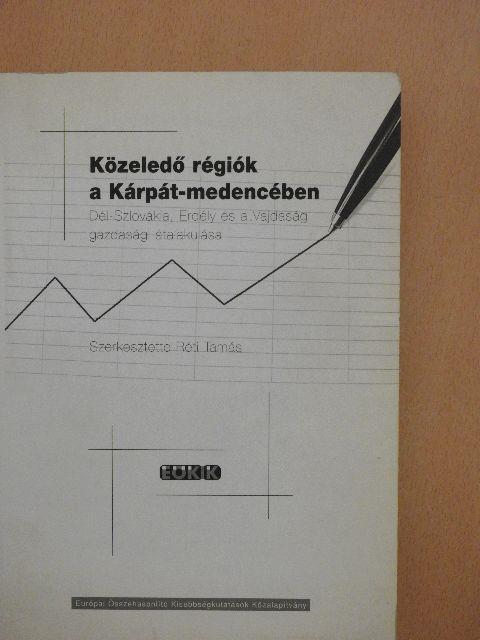 Közeledő régiók
a Kárpát-medencében
Dél-Szlovákia, Erdély és a Vajdaság
gazdasági átalakulása
Szerkesztette Réti Tamás
EÖKiK
Európai Összehasonlító Kisebbségkutatások Közalapítvány